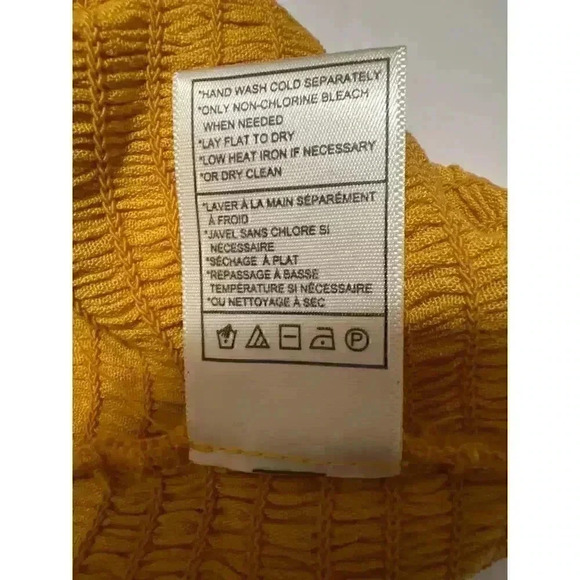 *HAND WASH COLD SEPARATELY
*ONLY NON-CHLORINE BLEACH
WHEN NEEDED
*LAY FLAT TO DRY
*LOW HEAT IRON IF NECESSARY
*OR DRY CLEAN
*LAVER À LA MAIN SÉPARÉMENT
À FROID
*JAVEL SANS CHLORE SI
NÉCESSAIRE
*SÉCHAGE À PLAT
*REPASSAGE À BASSE
TEMPÉRATURE SI NÉCESSAIRE
*OU NETTOYAGE À SEC
P